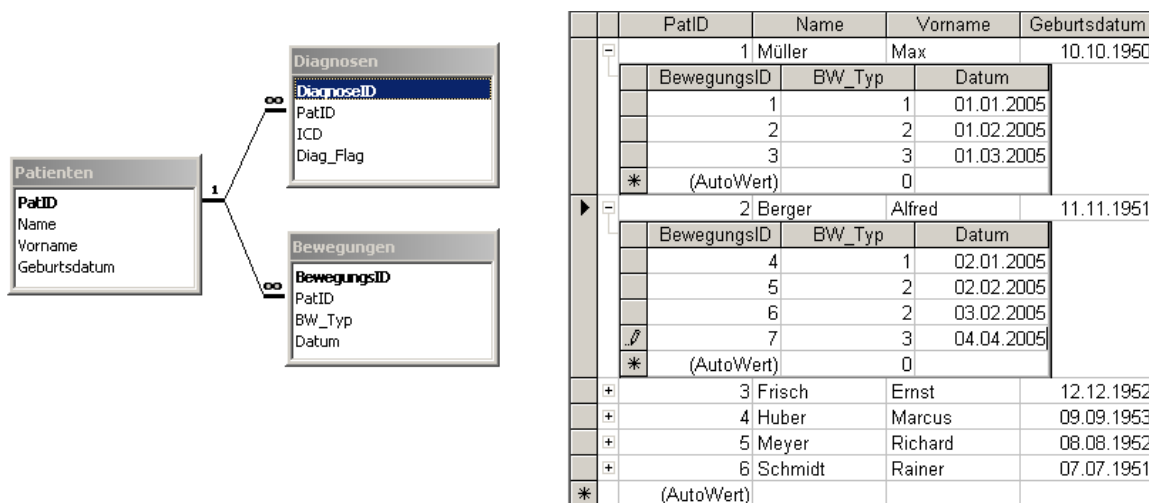 Diagnosen
DiagnoseID
PatID
ICD
Diag_Flag
Patienten
PatID
Name
Vorname
Geburtsdatum
1
∞
∞
Bewegungen
BewegungsID
PatID
BW_Typ
Datum
PatID Name Vorname Geburtsdatum
1 Müller Max 10.10.1950
BewegungsID BW_Typ Datum
1 1 01.01.2005
2 2 01.02.2005
3 3 01.03.2005
(AutoWert) 0
2 Berger Alfred 11.11.1951
BewegungsID BW_Typ Datum
4 1 02.01.2005
5 2 02.02.2005
6 2 03.02.2005
7 3 04.04.2005
(AutoWert) 0
3 Frisch Ernst 12.12.1952
4 Huber Marcus 09.09.1953
5 Meyer Richard 08.08.1952
6 Schmidt Rainer 07.07.1951
(AutoWert)